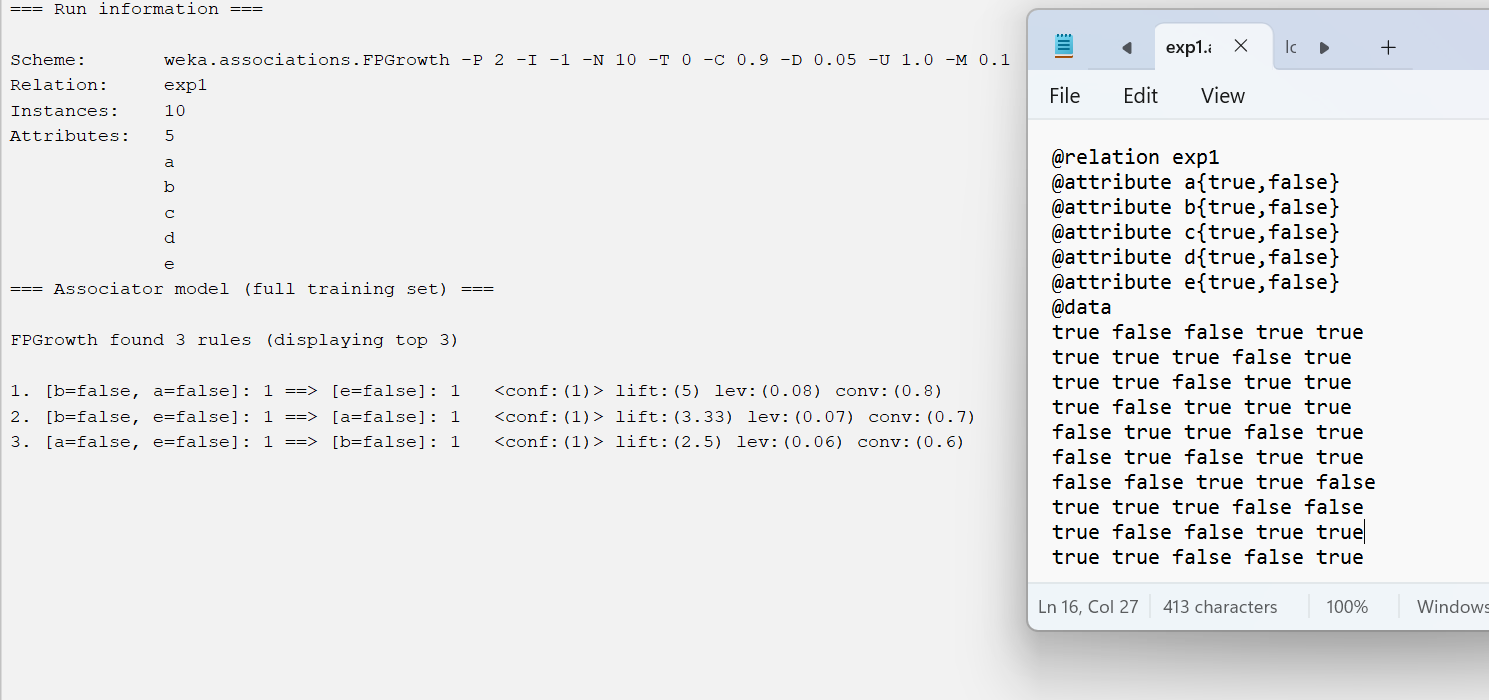 === Run information ===
Scheme: weka.associations.FPGrowth -P 2 -I -1 -N 10 -T 0 -C 0.9 -D 0.05 -U 1.0 -M 0.1
Relation: exp1
Instances: 10
Attributes: 5
a
b
c
d
e
=== Associator model (full training set) ===
FPGrowth found 3 rules (displaying top 3)
1. [b=false, a=false]: 1 ==> [e=false]: 1 <conf:(1)> lift:(5) lev:(0.08) conv:(0.8)
2. [b=false, e=false]: 1 ==> [a=false]: 1 <conf:(1)> lift:(3.33) lev:(0.07) conv:(0.7)
3. [a=false, e=false]: 1 ==> [b=false]: 1 <conf:(1)> lift:(2.5) lev:(0.06) conv:(0.6)
exp1.a
File Edit View
@relation exp1
@attribute a{true,false}
@attribute b{true,false}
@attribute c{true,false}
@attribute d{true,false}
@attribute e{true,false}
@data
true false false true true
true true true false true
true true false true true
true false true true true
false true true false true
false true false true true
false false true true false
true true true false false
true false false true true
true true false false true
Ln 16, Col 27 413 characters 100% Windows